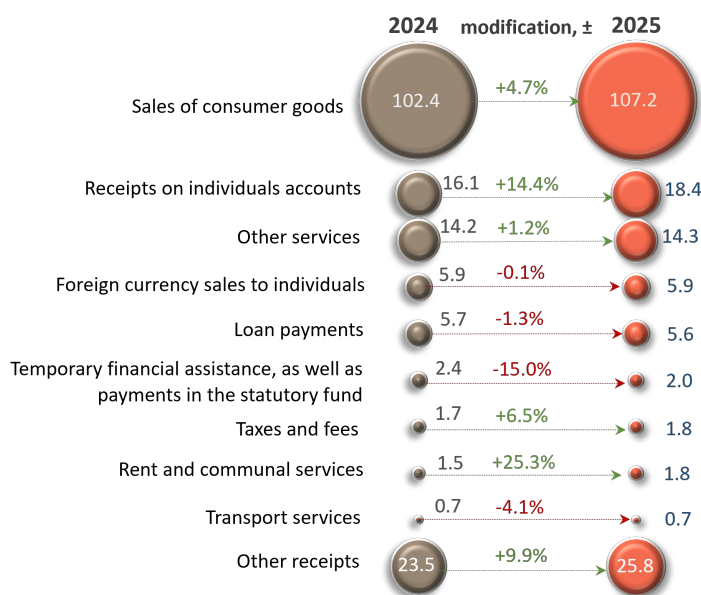 2024 modification, ± 2025
Sales of consumer goods 102.4 +4.7% 107.2
Receipts on individuals accounts 16.1 +14.4% 18.4
Other services 14.2 +1.2% 14.3
Foreign currency sales to individuals 5.9 -0.1% 5.9
Loan payments 5.7 -1.3% 5.6
Temporary financial assistance, as well as
payments in the statutory fund 2.4 -15.0% 2.0
Taxes and fees 1.7 +6.5% 1.8
Rent and communal services 1.5 +25.3% 1.8
Transport services 0.7 -4.1% 0.7
Other receipts 23.5 +9.9% 25.8